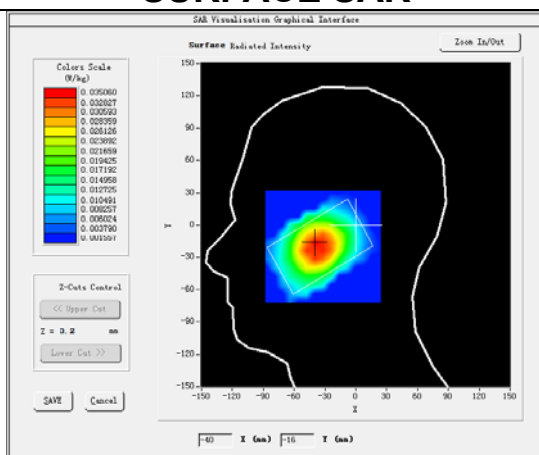 SURFACE SAR
SAR Visualisation Graphical Interface
Surface Radiated Intensity
Zoom In/Out
Colors Scale
(W/kg)
0.035060
0.032827
0.030593
0.028359
0.026126
0.023892
0.021659
0.019425
0.017192
0.014958
0.012725
0.010491
0.008257
0.006024
0.003790
0.001557
Z-Cuts Control
<< Upper Cut
Z = 3.2 mm
Lower Cut >>
SAVE Cancel
150
120
90
60
30
0
-30
-60
-90
-120
-150
Y
-150 -120 -90 -60 -30 0 30 60 90 120 150
X
-40 X (mm) -16 Y (mm)